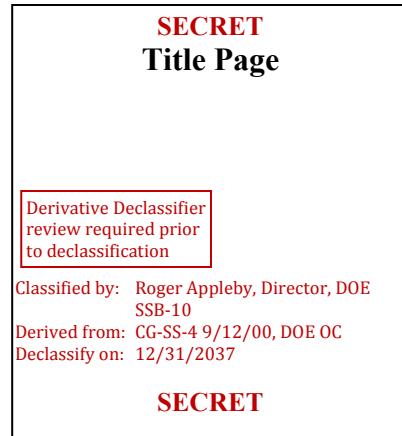 SECRET
Title Page
Derivative Declassifier
review required prior
to declassification
Classified by: Roger Appleby, Director, DOE
SSB-10
Derived from: CG-SS-4 9/12/00, DOE OC
Declassify on: 12/31/2037
SECRET